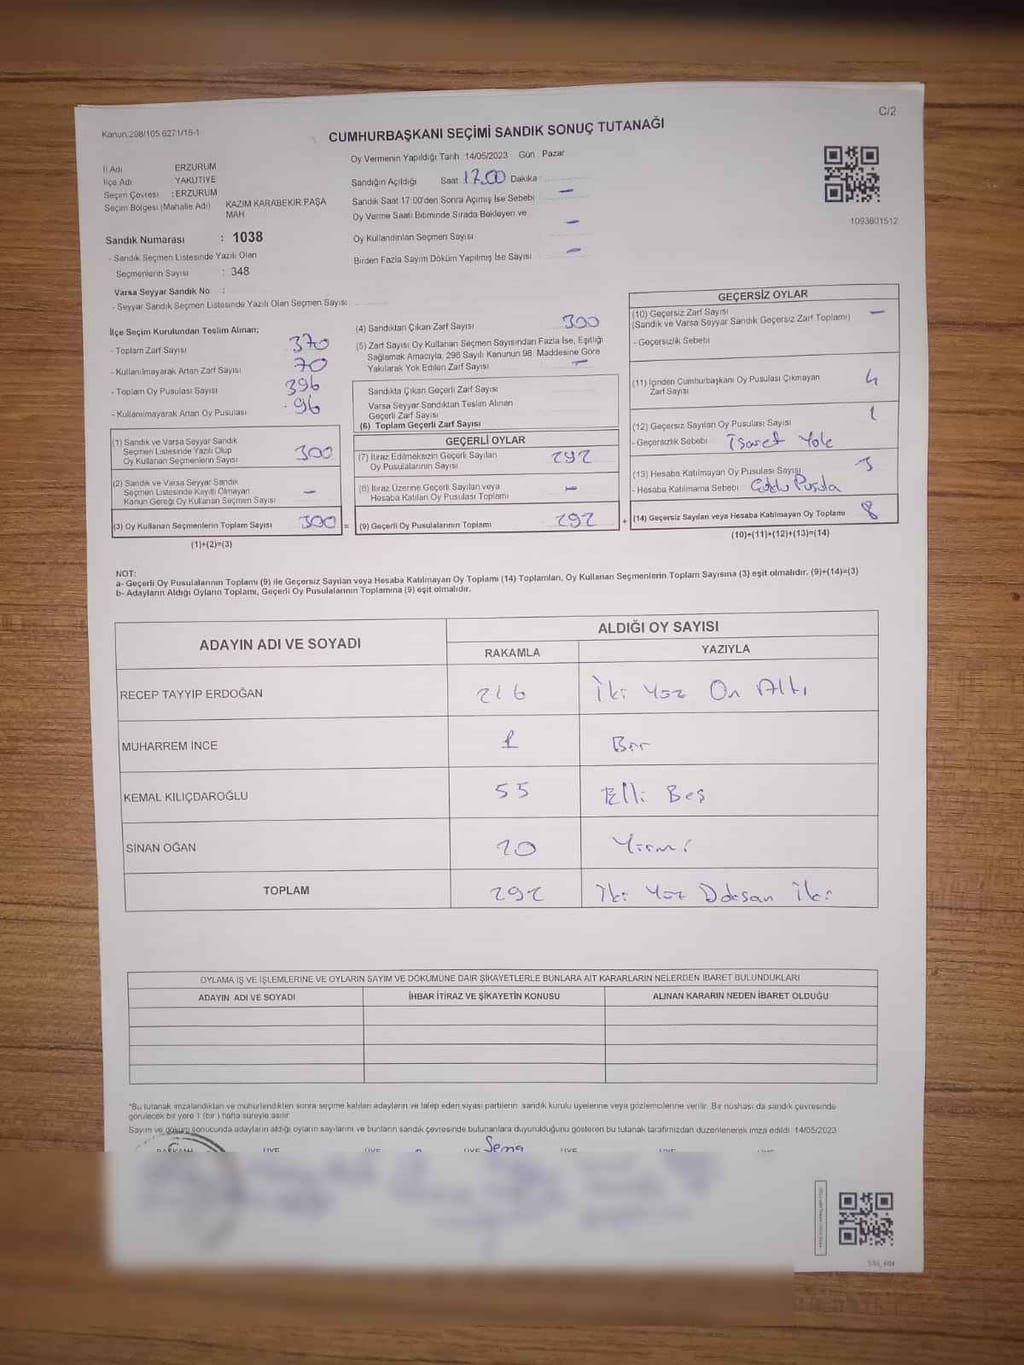 Kanun:298/105 6271/15-1
C/2
CUMHURBAŞKANI SEÇİMİ SANDIK SONUÇ TUTANAĞI
İl Adı ERZURUM
İlçe Adı YAKUTİYE
Seçim Çevresi : ERZURUM
Seçim Bölgesi (Mahalle Adı) KAZIM KARABEKİR PAŞA MAH
Sandık Numarası : 1038
- Sandık Seçmen Listesinde Yazılı Olan
Seçmenlerin Sayısı : 348
Varsa Seyyar Sandık No :
- Seyyar Sandık Seçmen Listesinde Yazılı Olan Seçmen Sayısı:
Oy Vermenin Yapıldığı Tarih 14/05/2023 Gün : Pazar
Sandığın Açıldığı Saat 17.00 Dakika
Sandık Saat 17:00'den Sonra Açımış İse Sebebi -
Oy Verme Saati Bitiminde Sırada Bekleyen ve
Oy Kullandırılan Seçmen Sayısı -
Birden Fazla Sayım Döküm Yapılmış İse Sayısı -
1093801512
İlçe Seçim Kurulundan Teslim Alınan;
- Toplam Zarf Sayısı 370
- Kullanılmayarak Artan Zarf Sayısı 70
- Toplam Oy Pusulası Sayısı 396
- Kullanılmayarak Artan Oy Pusulası 96
(1) Sandık ve Varsa Seyyar Sandık
Seçmen Listesinde Yazılı Olup
Oy Kullanan Seçmenlerin Sayısı 300
(2) Sandık ve Varsa Seyyar Sandık
Seçmen Listesinde Kayıtlı Olmayan
Kanun Gereği Oy Kullanan Seçmen Sayısı -
(3) Oy Kullanan Seçmenlerin Toplam Sayısı 300 =
(1)+(2)=(3)
(4) Sandıktan Çıkan Zarf Sayısı 300
(5) Zarf Sayısı Oy Kullanan Seçmen Sayısından Fazla İse, Eşitliği
Sağlamak Amacıyla, 298 Sayılı Kanunun 98. Maddesine Göre
Yakılarak Yok Edilen Zarf Sayısı -
Sandıkta Çıkan Geçerli Zarf Sayısı
Varsa Seyyar Sandıktan Teslim Alınan
Geçerli Zarf Sayısı
(6) Toplam Geçerli Zarf Sayısı
GEÇERLİ OYLAR
(7) İtiraz Edilmeksizin Geçerli Sayılan
Oy Pusulalarının Sayısı 292
(8) İtiraz Üzerine Geçerli Sayılan veya
Hesaba Katılan Oy Pusulası Toplamı -
(9) Geçerli Oy Pusulalarının Toplamı 292 +
GEÇERSİZ OYLAR
(10) Geçersiz Zarf Sayısı
(Sandık ve Varsa Seyyar Sandık Geçersiz Zarf Toplamı) -
- Geçersizlik Sebebi
(11) İçinden Cumhurbaşkanı Oy Pusulası Çıkmayan
Zarf Sayısı 4
(12) Geçersiz Sayılan Oy Pusulası Sayısı 1
- Geçersizlik Sebebi İşaret Yok
(13) Hesaba Katılmayan Oy Pusulası Sayısı 3
- Hesaba Katılmama Sebebi
(14) Geçersiz Sayılan veya Hesaba Katılmayan Oy Toplamı 8
(10)+(11)+(12)+(13)=(14)
NOT:
a- Geçerli Oy Pusulalarının Toplamı (9) ile Geçersiz Sayılan veya Hesaba Katılmayan Oy Toplamı (14) Toplamları, Oy Kullanan Seçmenlerin Toplam Sayısına (3) eşit olmalıdır. (9)+(14)=(3)
b- Adayların Aldığı Oyların Toplamı, Geçerli Oy Pusulalarının Toplamına (9) eşit olmalıdır.
ADAYIN ADI VE SOYADI ALDIĞI OY SAYISI
RAKAMLA YAZIYLA
RECEP TAYYİP ERDOĞAN 216 İki Yüz On Altı
MUHARREM İNCE 1 Bir
KEMAL KILIÇDAROĞLU 55 Elli Beş
SİNAN OĞAN 20 Yirmi
TOPLAM 292 İki Yüz Doksan İki
OYLAMA İŞ VE İŞLEMLERİNE VE OYLARIN SAYIM VE DÖKÜMÜNE DAİR ŞİKAYETLERLE BUNLARA AİT KARARLARIN NELERDEN İBARET BULUNDUKLARI
ADAYIN ADI VE SOYADI İHBAR İTİRAZ VE ŞİKAYETİN KONUSU ALINAN KARARIN NEDEN İBARET OLDUĞU
*Bu tutanak imzalandıktan ve mühürlendikten sonra seçime katılan adayların ve talep eden siyasi partilerin sandık kurulu üyelerine veya gözlemcilerine verilir. Bir nüshası da sandık çevresinde
görülecek bir yere 1 (bir) hafta süreyle asılır.
Sayım ve döküm sonucunda adayların aldığı oyların sayılarını ve bunların sandık çevresinde bulunanlara duyurulduğunu gösteren bu tutanak tarafımızdan düzenlenerek imza edildi. 14/05/2023
BAŞKAN ÜYE ÜYE ÜYE Sena ÜYE ÜYE ÜYE